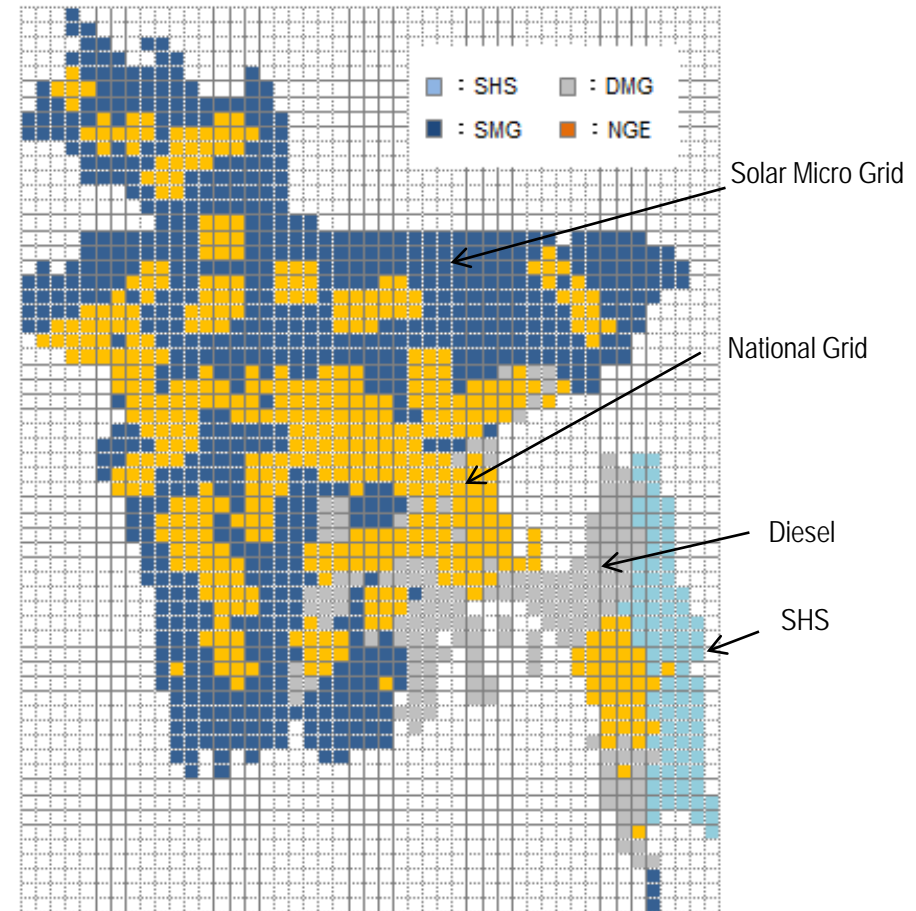 : SHS : DMG
: SMG : NGE
Solar Micro Grid
National Grid
Diesel
SHS